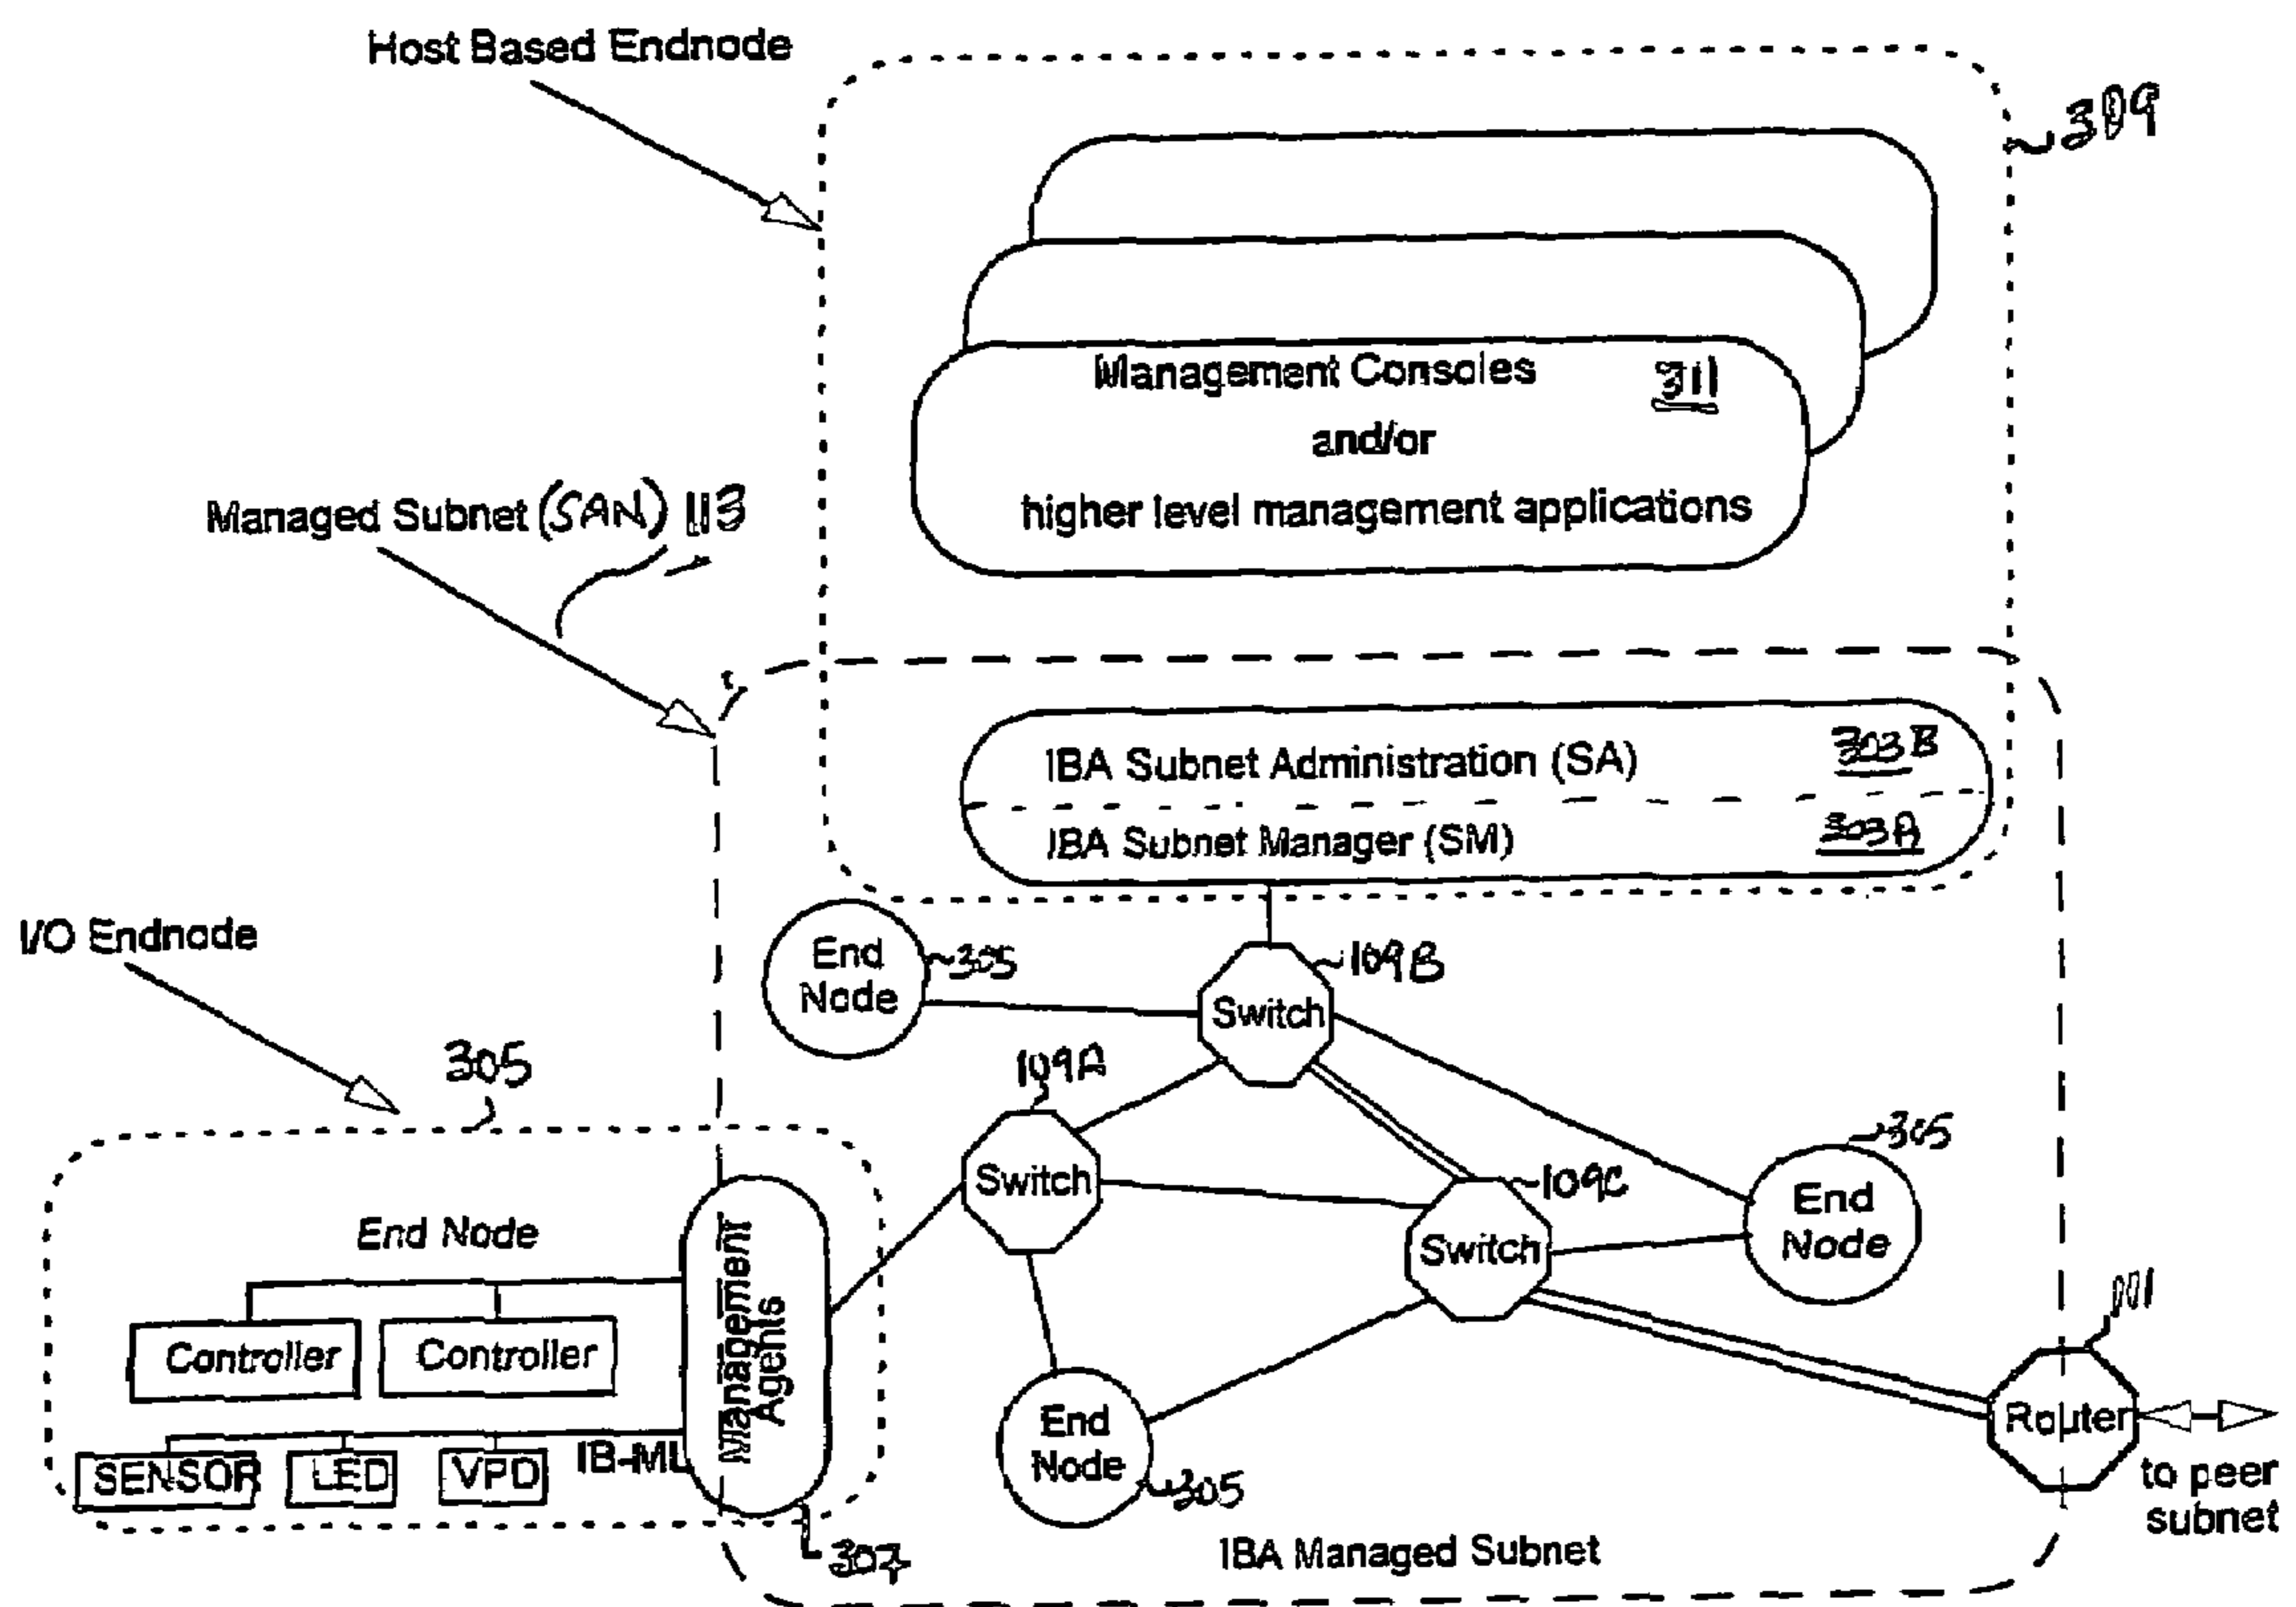 Host Based Endnode
309
Management Consoles 311
and/or
higher level management applications
Managed Subnet (SAN) 113
IBA Subnet Administration (SA) 303B
IBA Subnet Manager (SM) 303A
I/O Endnode
End
Node
305
109B
Switch
305
109A
Switch
109C
Switch
305
End
Node
End Node
Management
Agents
Controller
Controller
Router
to peer
subnet
SENSOR
LED
VPD
IB-ML
End
Node
305
307
IBA Managed Subnet